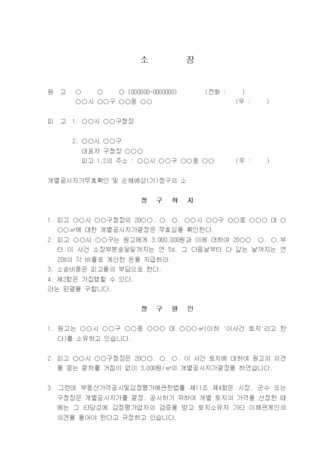 소 장
원 고 ○ ○ ○ (000000-0000000) (전화 : )
○○시 ○○구 ○○동 ○○ (우 : )
피 고 1. ○○시 ○○구청장
2. ○○시 ○○구
대표자 구청장 ○○○
피고 1.2의 주소 : ○○시 ○○구 ○○동 ○○ (우 : )
개별공시지가무효확인 및 손해배상(기)청구의 소
청 구 취 지
1. 피고 ○○시 ○○구청장의 20○○. ○. ○. ○○시 ○○구 ○○동 ○○○ 대 ○
○○㎡에 대한 개별공시지가결정은 무효임을 확인한다.
2. 피고 ○○시 ○○구는 원고에게 3,000,000원과 이에 대하여 20○○. ○. ○.부
터 이 사건 소장부본송달일까지는 연 5%, 그 다음날부터 다 갚는 날까지는 연
20%의 각 비율로 계산한 돈을 지급하라.
3. 소송비용은 피고들의 부담으로 한다.
4. 제2항은 가집행할 수 있다.
라는 판결을 구합니다.
청 구 원 인
1. 원고는 ○○시 ○○구 ○○동 ○○○ 대 ○○○㎡(이하 '이사건 토지'라고 한
다)를 소유하고 있습니다.
2. 피고 ○○시 ○○구청장은 20○○. ○. ○. 이 사건 토지에 대하여 원고의 의견
을 듣는 절차를 거침이 없이 3,000원/㎡의 개별공시지가결정을 하였습니다.
3. 그런데 부동산가격공시및감정평가에관한법률 제11조 제4항은 시장, 군수 또는
구청장은 개별공시지가를 결정, 공시하기 위하여 개별 토지의 가격을 산정한 때
에는 그 타당성에 감정평가업자의 검증을 받고 토지소유자 기타 이해관계인의
의견을 들어야 한다고 규정하고 있습니다.